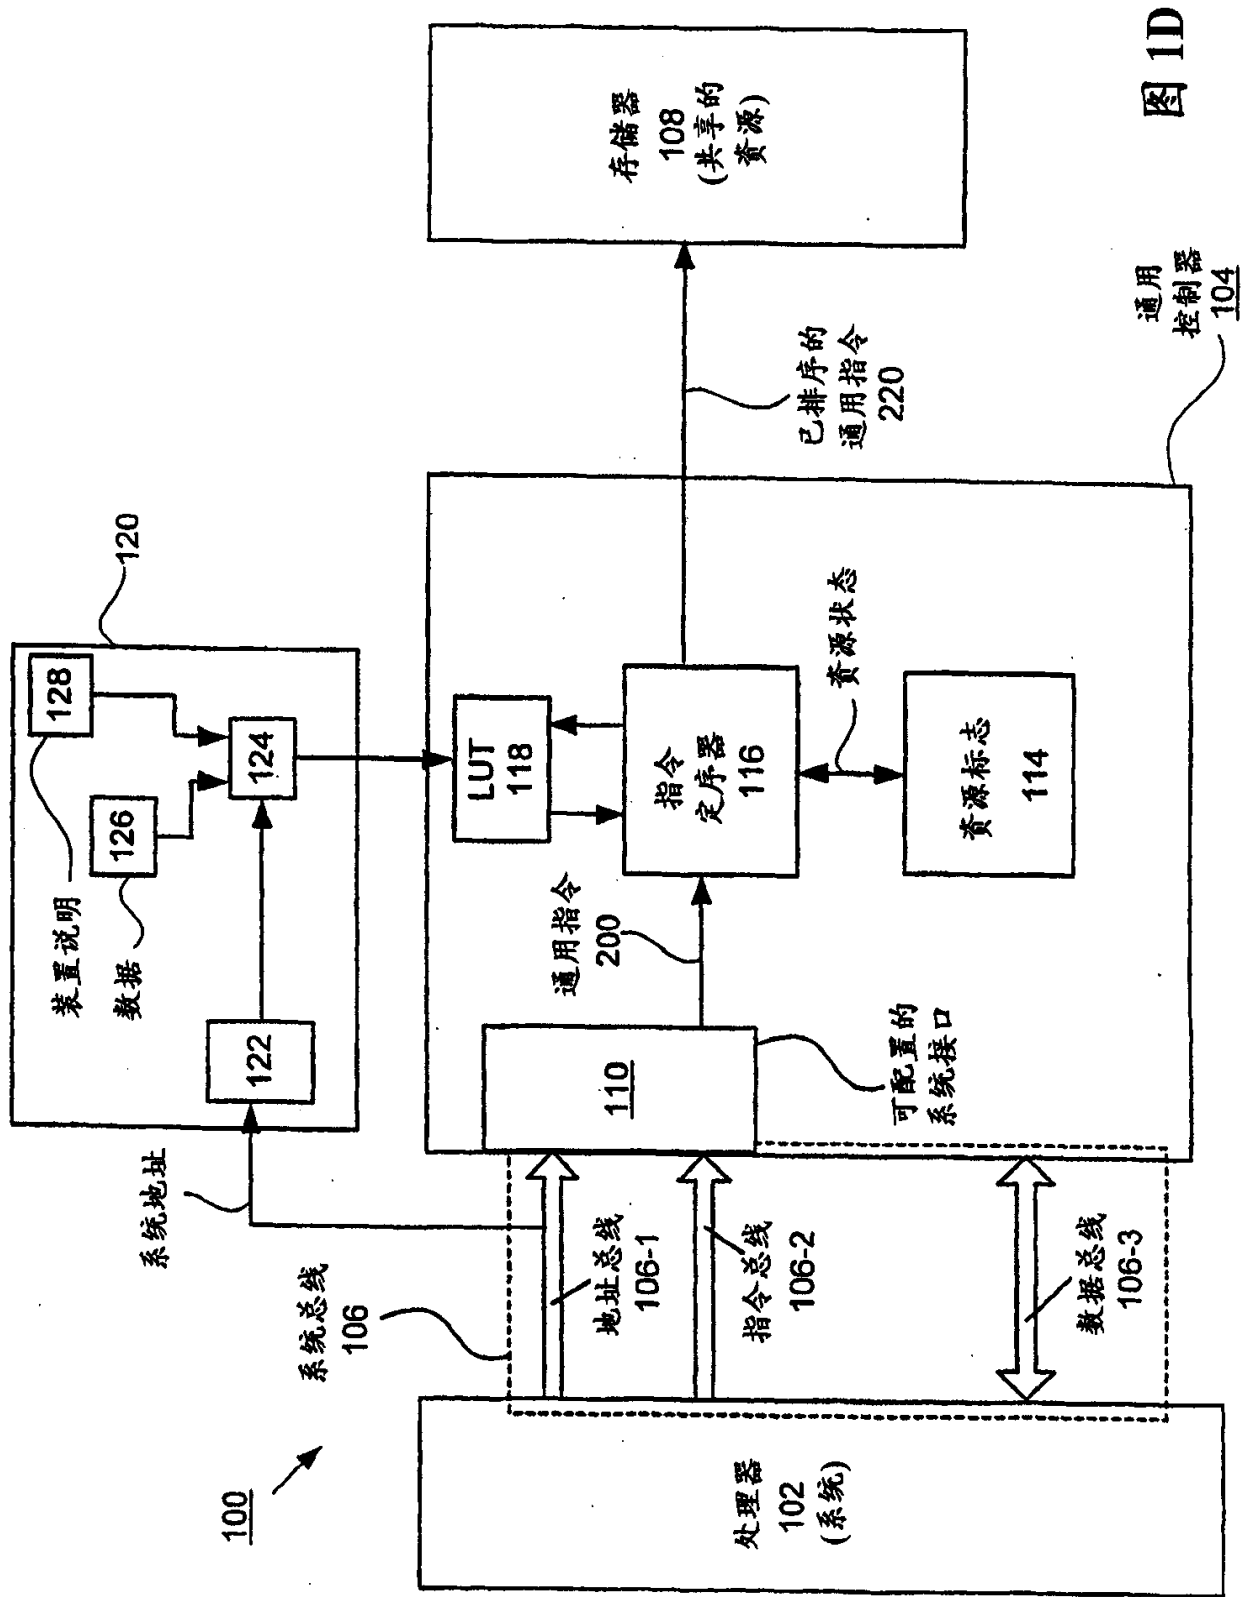 120
128
装置说明
126
数据
124
122
系统地址
系统总线
106
100
处理器
102
(系统)
地址总线
106-1
指令总线
106-2
数据总线
106-3
110
可配置的
系统接口
通用指令
200
LUT
118
指令
定序器
116
资源状态
资源标志
114
已排序的
通用指令
220
通用
控制器
104
存储器
108
(共享的
资源)
图 1D